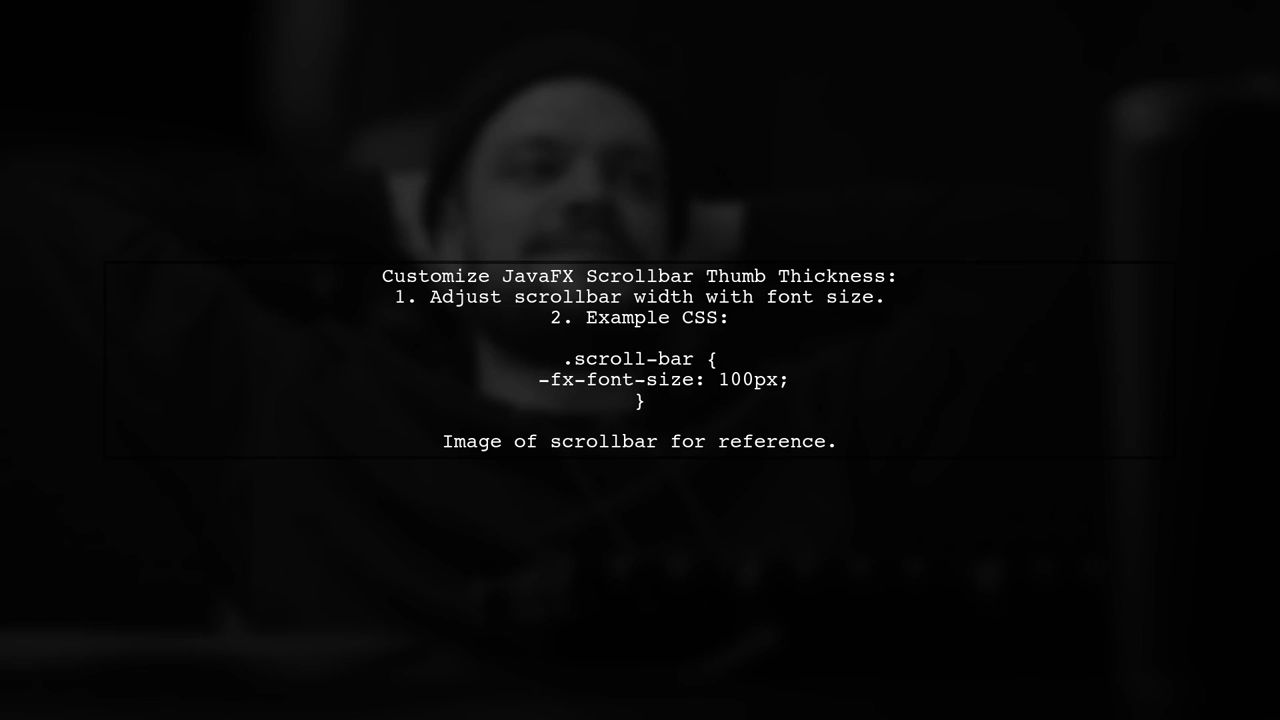 Customize JavaFX Scrollbar Thumb Thickness:
1. Adjust scrollbar width with font size.
2. Example CSS:
.scroll-bar {
-fx-font-size: 100px;
}
Image of scrollbar for reference.